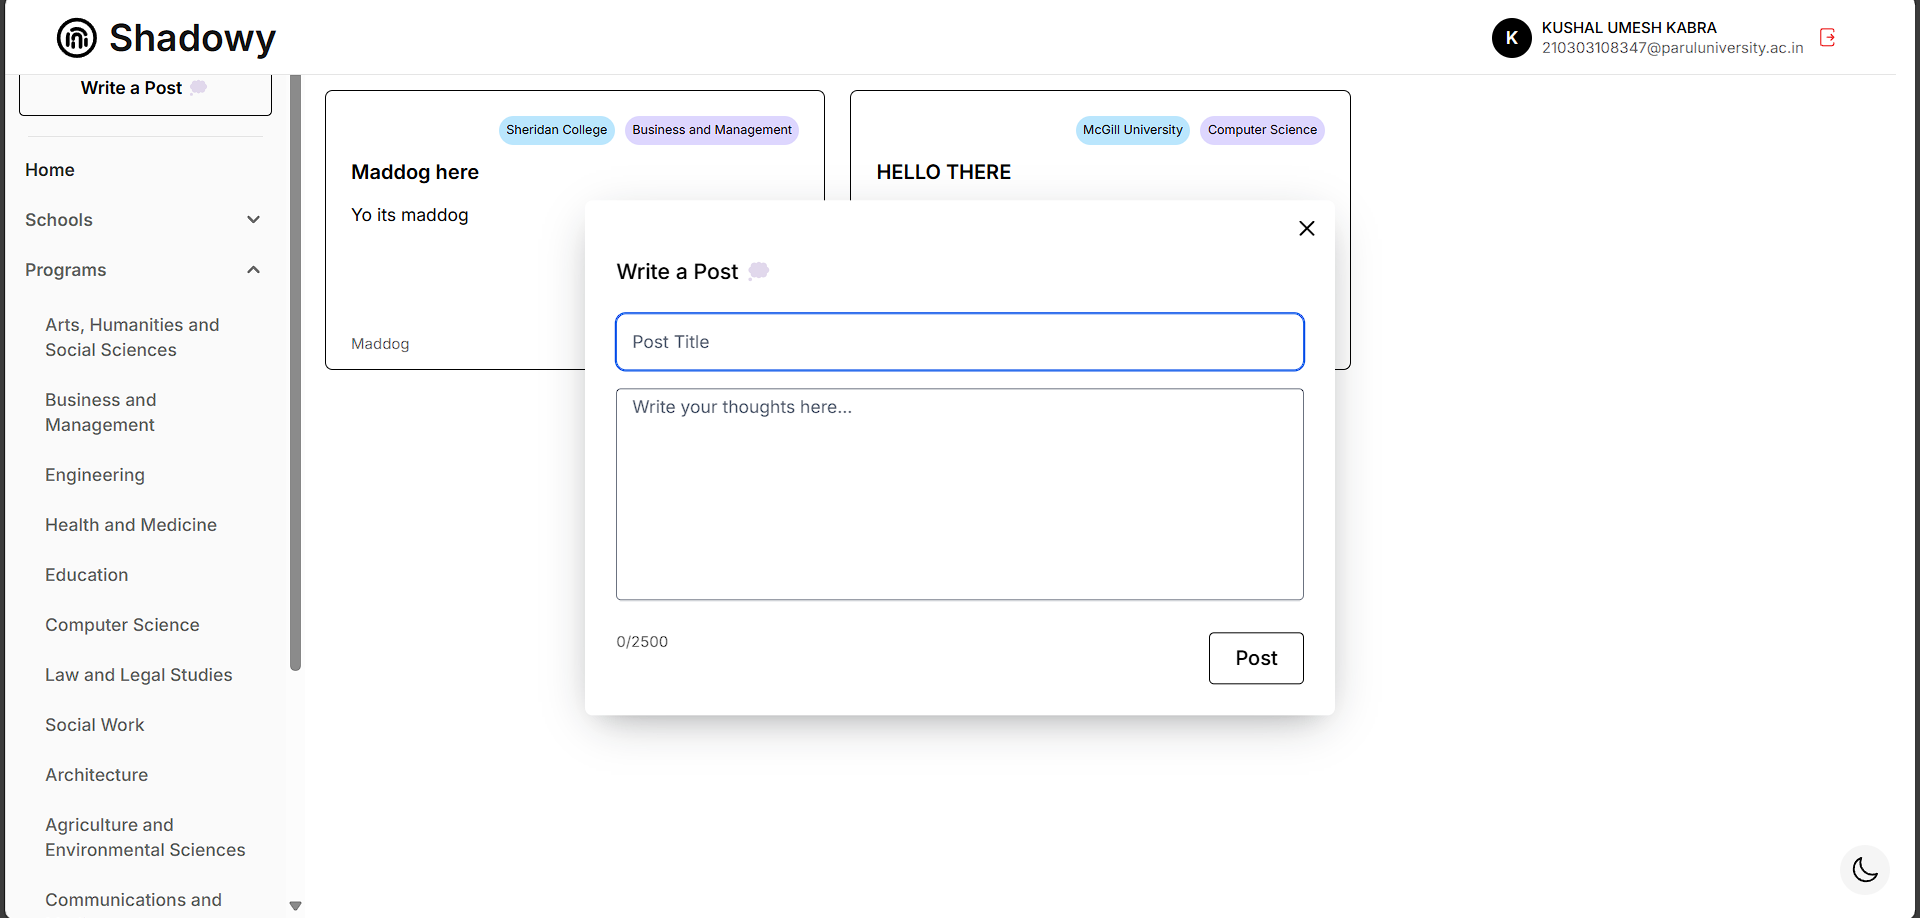 Shadowy
K
KUSHAL UMESH KABRA
210303108347@paruluniversity.ac.in
Write a Post
Home
Schools
Programs
Arts, Humanities and
Social Sciences
Business and
Management
Engineering
Health and Medicine
Education
Computer Science
Law and Legal Studies
Social Work
Architecture
Agriculture and
Environmental Sciences
Communications and
Sheridan College
Business and Management
Maddog here
Yo its maddog
Maddog
McGill University
Computer Science
HELLO THERE
Write a Post
Post Title
Write your thoughts here...
0/2500
Post